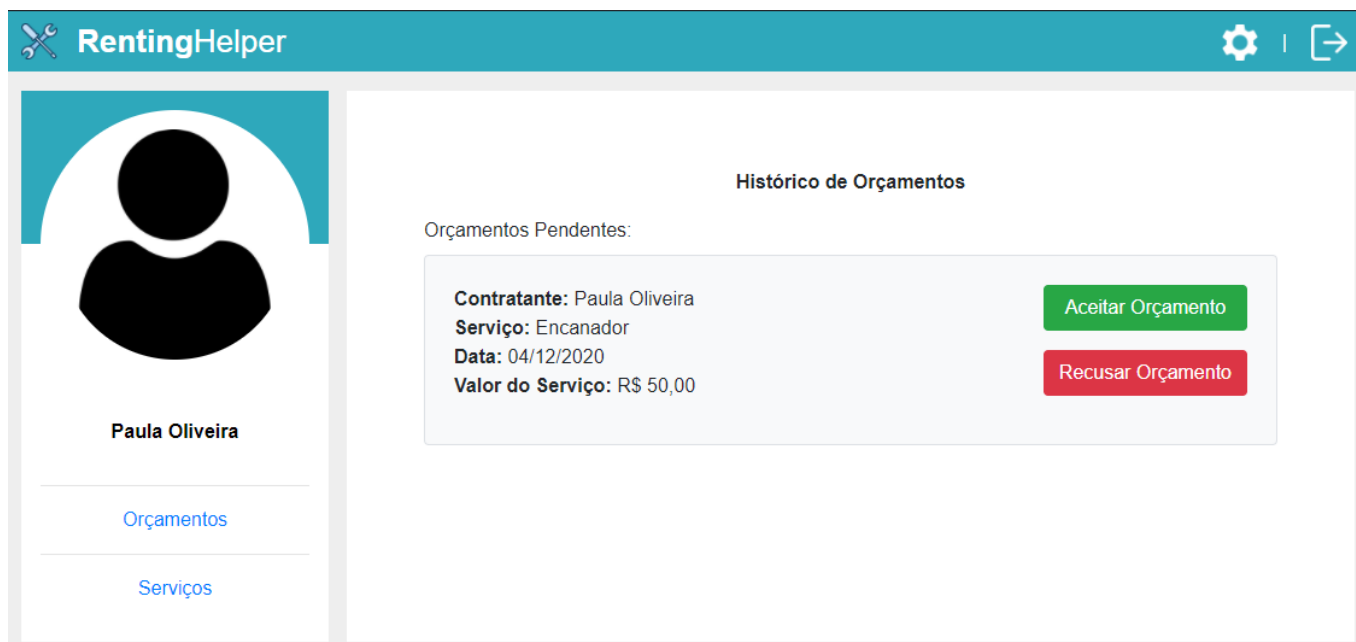 RentingHelper
|
Paula Oliveira
Orçamentos
Serviços
Histórico de Orçamentos
Orçamentos Pendentes:
Contratante: Paula Oliveira
Serviço: Encanador
Data: 04/12/2020
Valor do Serviço: R$ 50,00
Aceitar Orçamento
Recusar Orçamento